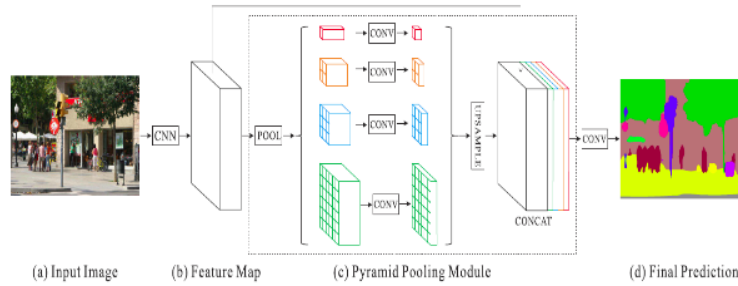 CNN
POOL
CONV
CONV
CONV
CONV
UPSAMPLE
CONCAT
CONV
(a) Input Image
(b) Feature Map
(c) Pyramid Pooling Module
(d) Final Prediction